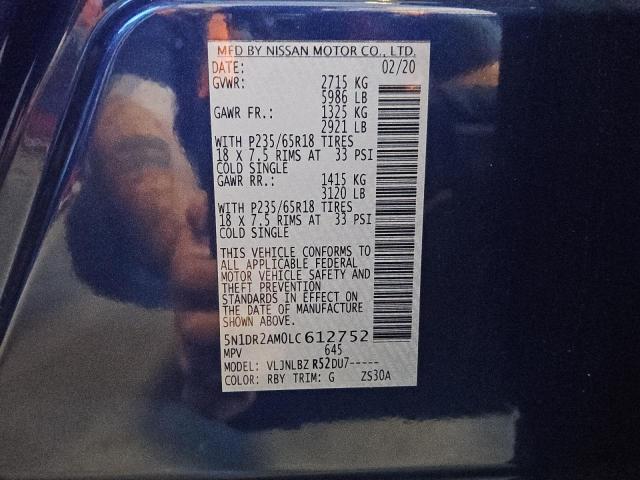 MFD BY NISSAN MOTOR CO., LTD.
DATE: 02/20
GVWR: 2715 KG
5986 LB
GAWR FR.: 1325 KG
2921 LB
WITH P235/65R18 TIRES
18 X 7.5 RIMS AT 33 PSI
COLD SINGLE
GAWR RR.: 1415 KG
3120 LB
WITH P235/65R18 TIRES
18 X 7.5 RIMS AT 33 PSI
COLD SINGLE
THIS VEHICLE CONFORMS TO
ALL APPLICABLE FEDERAL
MOTOR VEHICLE SAFETY AND
THEFT PREVENTION
STANDARDS IN EFFECT ON
THE DATE OF MANUFACTURE
SHOWN ABOVE.
5N1DR2AM0LC612752
MPV 645
MODEL: VLJNLBZ R52DU7-----
COLOR: RBY TRIM: G ZS30A